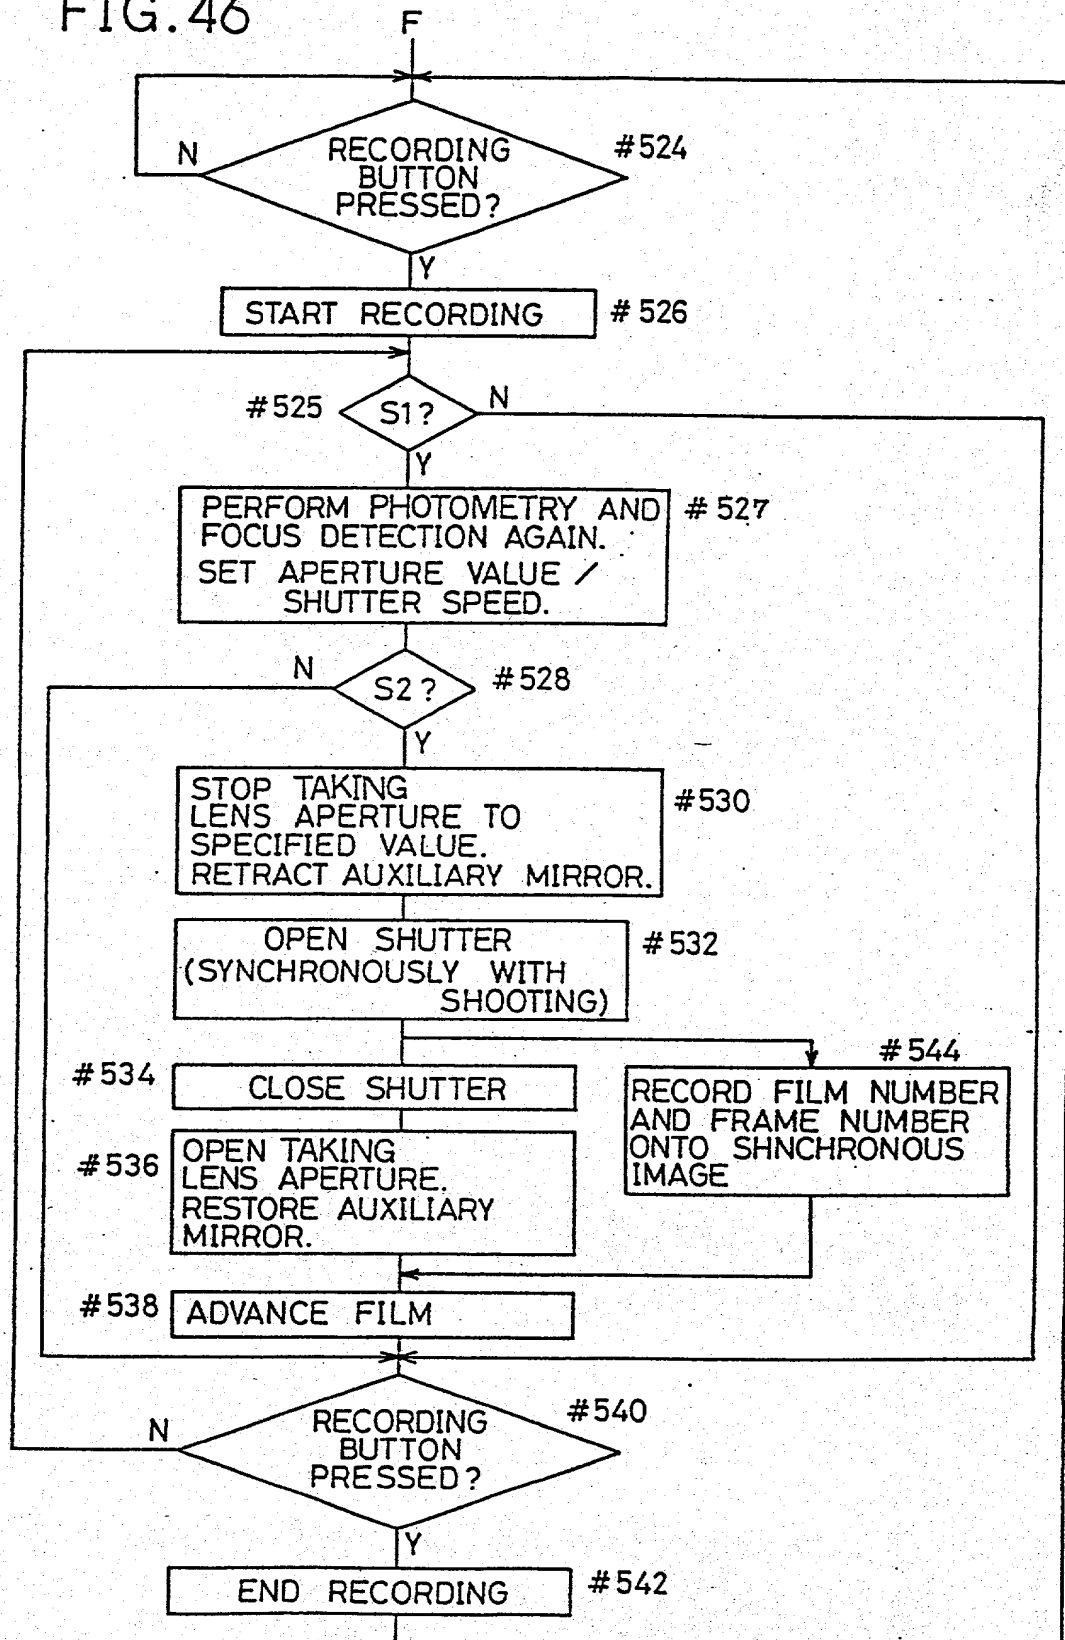 FIG. 46
F
N
RECORDING
BUTTON
PRESSED?
#524
Y
START RECORDING
#526
#525
S1?
N
Y
PERFORM PHOTOMETRY AND
FOCUS DETECTION AGAIN.
SET APERTURE VALUE /
SHUTTER SPEED.
#527
N
S2?
#528
Y
STOP TAKING
LENS APERTURE TO
SPECIFIED VALUE.
RETRACT AUXILIARY MIRROR.
#530
OPEN SHUTTER
(SYNCHRONOUSLY WITH
SHOOTING)
#532
#534
CLOSE SHUTTER
#544
RECORD FILM NUMBER
AND FRAME NUMBER
ONTO SHNCHRONOUS
IMAGE
#536
OPEN TAKING
LENS APERTURE.
RESTORE AUXILIARY
MIRROR.
#538
ADVANCE FILM
N
RECORDING
BUTTON
PRESSED?
#540
Y
END RECORDING
#542